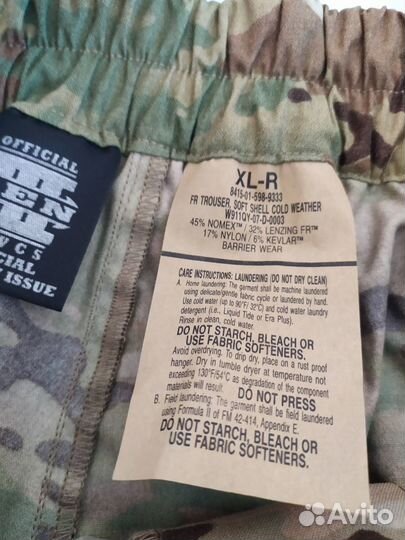 OFFICIAL
WCS
ISSUE
XL-R
8415-01-598-9333
FR TROUSER, SOFT SHELL COLD WEATHER
W911QY-07-D-0003
45% NOMEX™/ 32% LENZING FR™
17% NYLON / 6% KEVLAR™
BARRIER WEAR
CARE INSTRUCTIONS: LAUNDERING (DO NOT DRY CLEAN)
A. Home laundering: The garment shall be machine laundered
using delicate/gentle fabric cycle or laundered by hand.
Use cold water (up to 90°F/ 32°C) and cold water laundry
detergent (i.e., Liquid Tide or Era Plus).
Rinse in clean, cold water.
DO NOT STARCH, BLEACH OR
USE FABRIC SOFTENERS.
Avoid overdrying. To drip dry, place on a rust proof
hanger. Dry in tumble dryer at temperature not
exceeding 130°F/54°C as degradation of the component
materials will result. DO NOT PRESS
B. Field laundering: The garment shall be field laundered
using Formula II of FM 42-414, Appendix E.
DO NOT STARCH, BLEACH OR
USE FABRIC SOFTENERS.
Avito